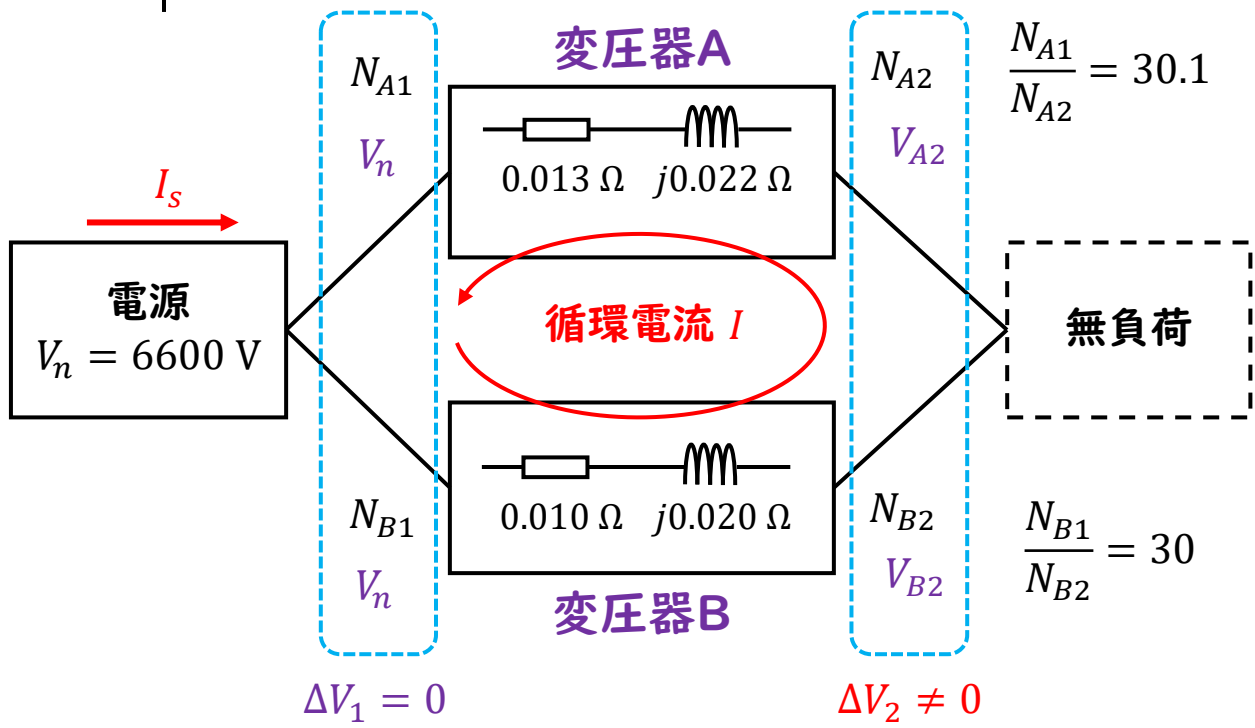 変圧器A
N_{A1}
V_n
0.013 Ω
j0.022 Ω
N_{A2}
V_{A2}
\frac{N_{A1}}{N_{A2}} = 30.1
I_s
電源
V_n = 6600 V
循環電流 I
無負荷
N_{B1}
V_n
0.010 Ω
j0.020 Ω
変圧器B
N_{B2}
V_{B2}
\frac{N_{B1}}{N_{B2}} = 30
ΔV_1 = 0
ΔV_2 ≠ 0